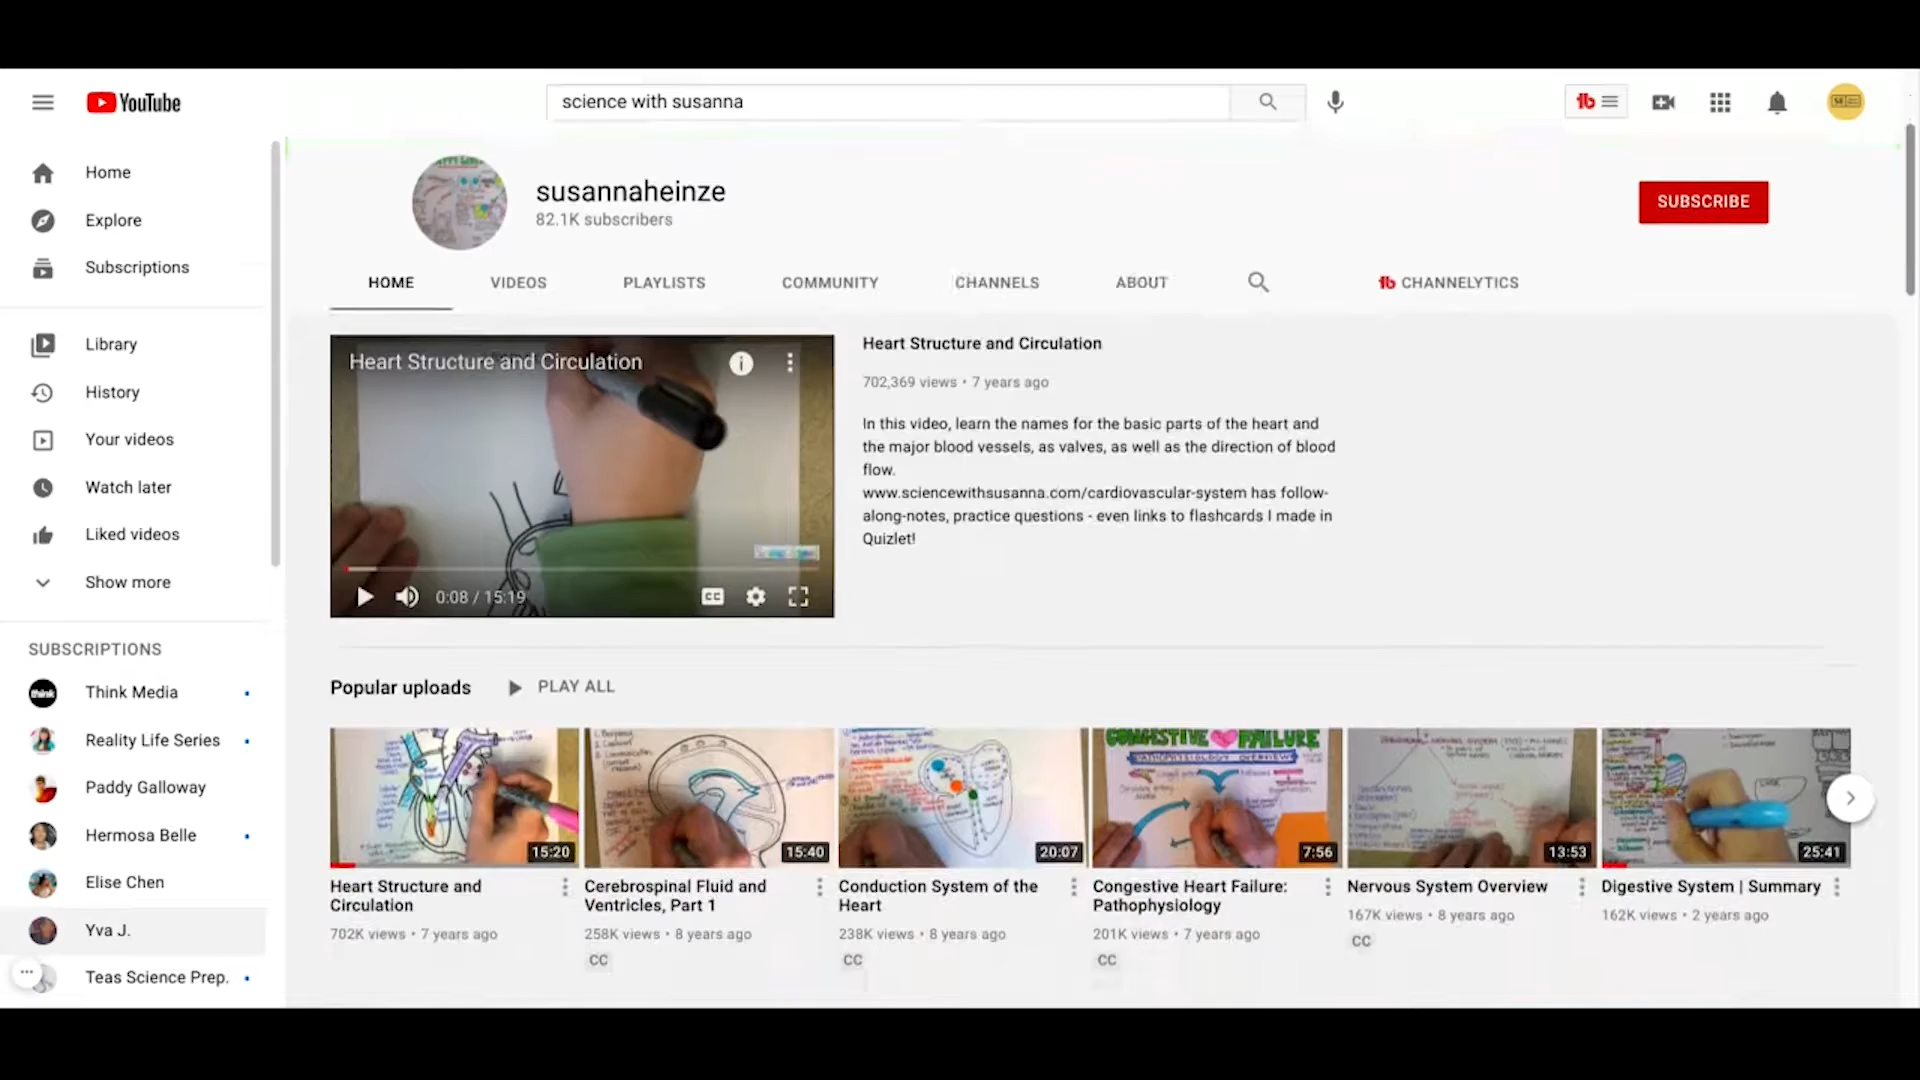 YouTube
science with susanna
Home
Explore
Subscriptions
Library
History
Your videos
Watch later
Liked videos
Show more
SUBSCRIPTIONS
Think Media
Reality Life Series
Paddy Galloway
Hermosa Belle
Elise Chen
Yva J.
Teas Science Prep.
susannaheinze
82.1K subscribers
SUBSCRIBE
HOME
VIDEOS
PLAYLISTS
COMMUNITY
CHANNELS
ABOUT
tb CHANNELYTICS
Heart Structure and Circulation
0:08 / 15:19
CC
Heart Structure and Circulation
702,369 views • 7 years ago
In this video, learn the names for the basic parts of the heart and
the major blood vessels, as valves, as well as the direction of blood
flow.
www.sciencewithsusanna.com/cardiovascular-system has follow-
along-notes, practice questions - even links to flashcards I made in
Quizlet!
Popular uploads
PLAY ALL
15:20
Heart Structure and
Circulation
702K views • 7 years ago
15:40
Cerebrospinal Fluid and
Ventricles, Part 1
258K views • 8 years ago
CC
20:07
Conduction System of the
Heart
238K views • 8 years ago
CC
CONGESTIVE FAILURE
PATHOPHYSIOLOGY OVERVIEW
7:56
Congestive Heart Failure:
Pathophysiology
201K views • 7 years ago
CC
13:53
Nervous System Overview
167K views • 8 years ago
CC
25:41
Digestive System | Summary
162K views • 2 years ago